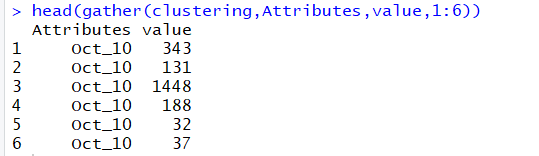 > head(gather(clustering,Attributes,value,1:6))
Attributes value
1 Oct_10 343
2 Oct_10 131
3 Oct_10 1448
4 Oct_10 188
5 Oct_10 32
6 Oct_10 37